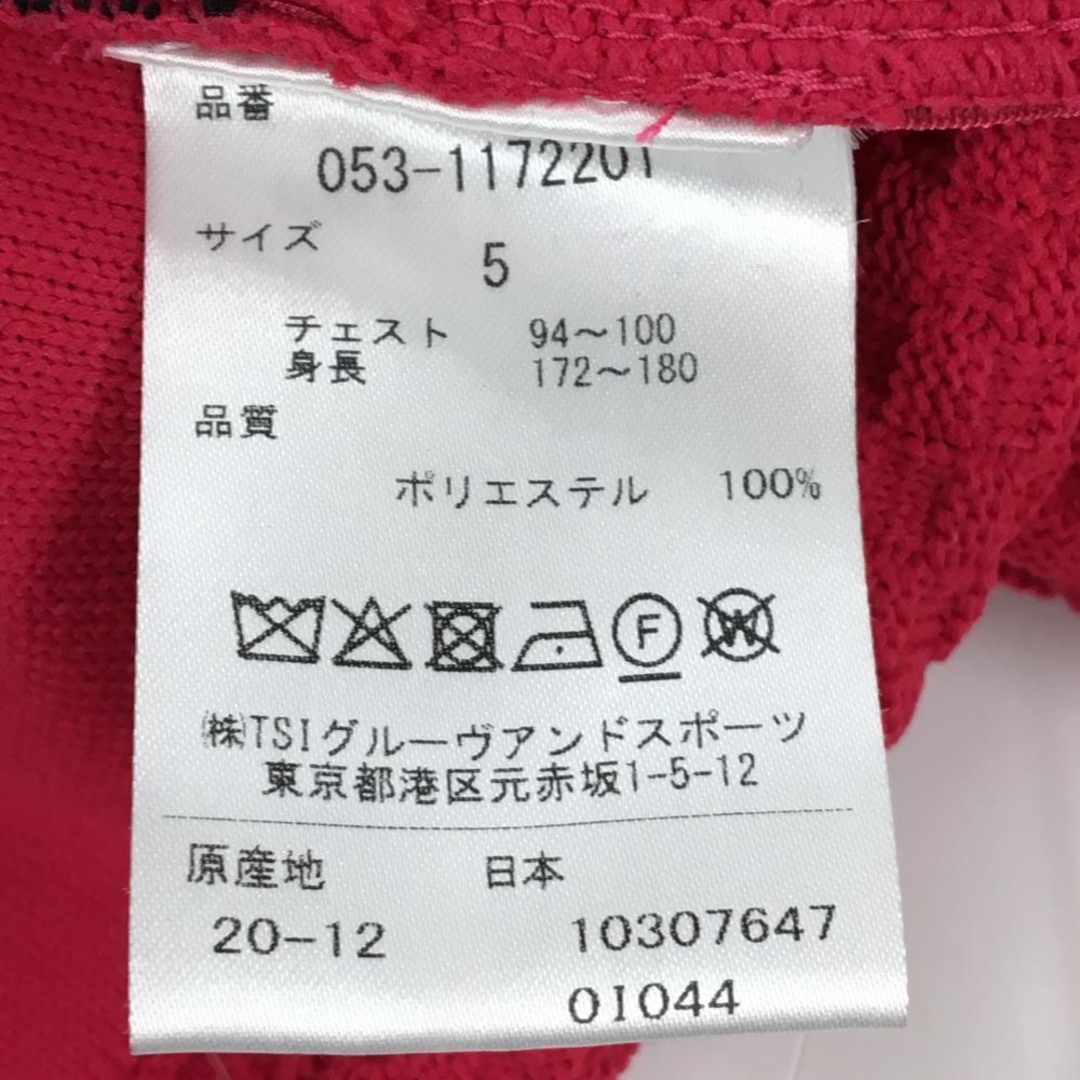 品番
053-1172201
サイズ
5
チェスト 94～100
身長 172～180
品質
ポリエステル 100%
F
W
㈱TSIグルーヴアンドスポーツ
東京都港区元赤坂1-5-12
原産地 日本
20-12 10307647
01044